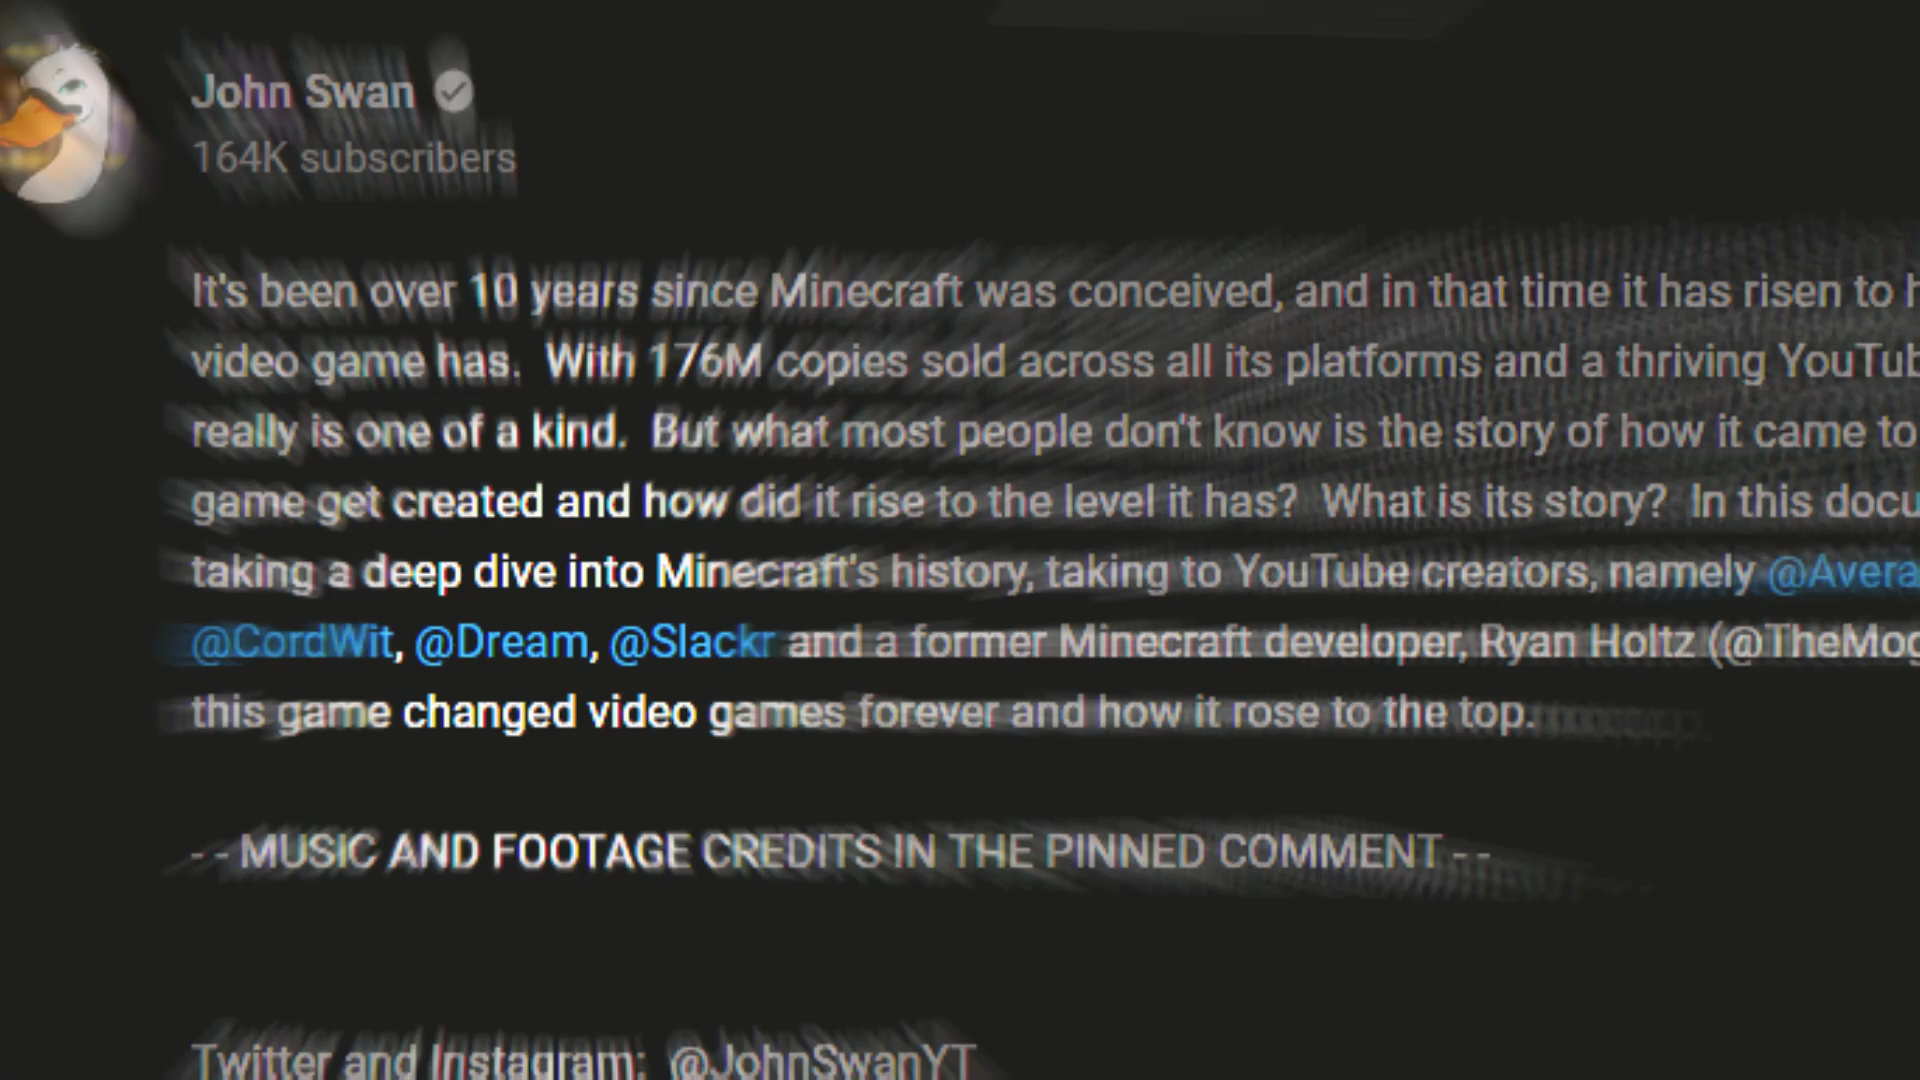 John Swan
164K subscribers
It's been over 10 years since Minecraft was conceived, and in that time it has risen to
video game has.  With 176M copies sold across all its platforms and a thriving YouTub
really is one of a kind.  But what most people don't know is the story of how it came to
game get created and how did it rise to the level it has?  What is its story?  In this docu
taking a deep dive into Minecraft's history, taking to YouTube creators, namely @Avera
@CordWit, @Dream, @Slackr and a former Minecraft developer, Ryan Holtz (@TheMog
this game changed video games forever and how it rose to the top.
- - MUSIC AND FOOTAGE CREDITS IN THE PINNED COMMENT - -
Twitter and Instagram:  @JohnSwanYT